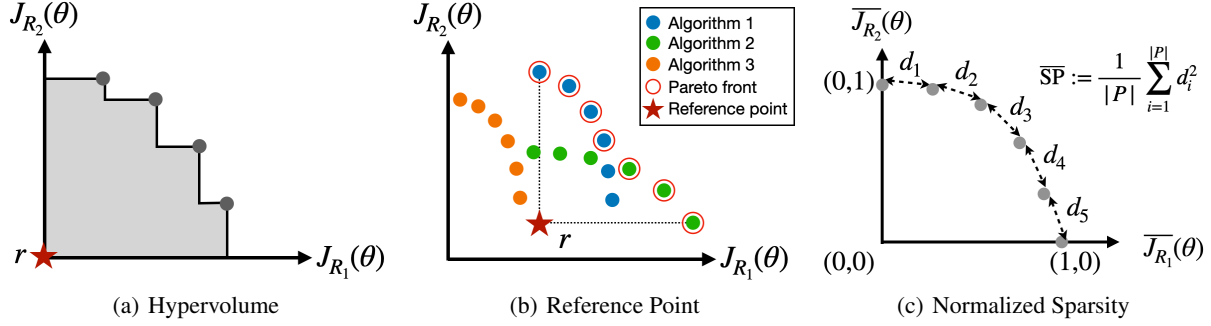 J_{R_2}(θ)
r
J_{R_1}(θ)
(a) Hypervolume
J_{R_2}(θ)
Algorithm 1
Algorithm 2
Algorithm 3
Pareto front
Reference point
r
J_{R_1}(θ)
(b) Reference Point
\overline{J_{R_2}}(θ)
(0,1)
d_1
d_2
d_3
d_4
d_5
\overline{SP} := \frac{1}{|P|} \sum_{i=1}^{|P|} d_i^2
(0,0)
(1,0)
\overline{J_{R_1}}(θ)
(c) Normalized Sparsity